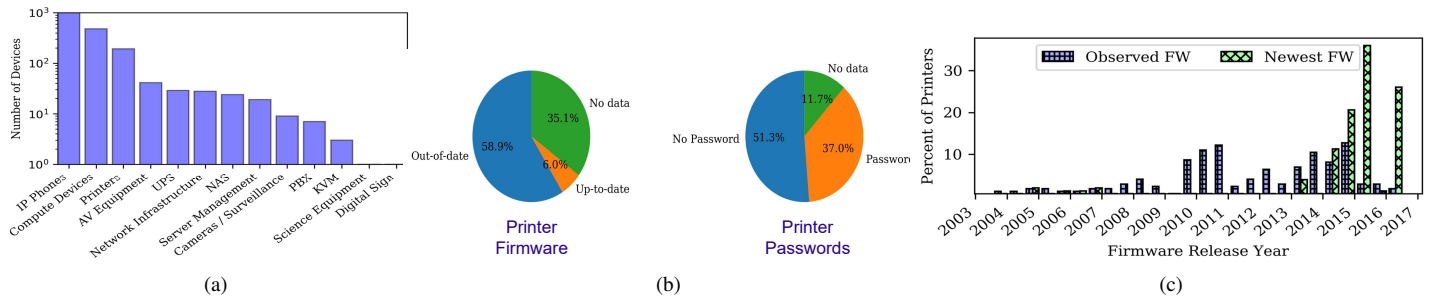 Number of Devices
10³
10²
10¹
10⁰
IP Phones
Compute Devices
Printers
AV Equipment
UPS
Network Infrastructure
NAS
Server Management
Cameras / Surveillance
PBX
KVM
Science Equipment
Digital Sign
(a)
No data
35.1%
58.9%
Out-of-date
6.0%
Up-to-date
Printer
Firmware
No data
11.7%
No Password
51.3%
37.0%
Password
Printer
Passwords
(b)
Percent of Printers
30
20
10
Observed FW
Newest FW
2003
2004
2005
2006
2007
2008
2009
2010
2011
2012
2013
2014
2015
2016
2017
Firmware Release Year
(c)